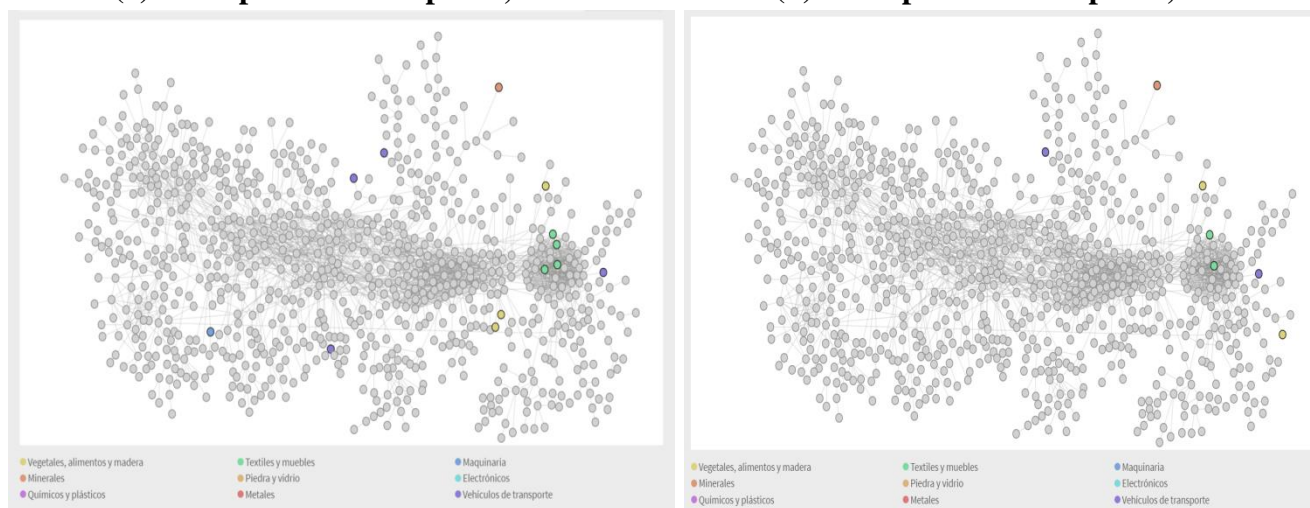 Vegetales, alimentos y madera
Textiles y muebles
Maquinaria
Minerales
Piedra y vidrio
Electrónicos
Químicos y plásticos
Metales
Vehículos de transporte
Vegetales, alimentos y madera
Textiles y muebles
Maquinaria
Minerales
Piedra y vidrio
Electrónicos
Químicos y plásticos
Metales
Vehículos de transporte